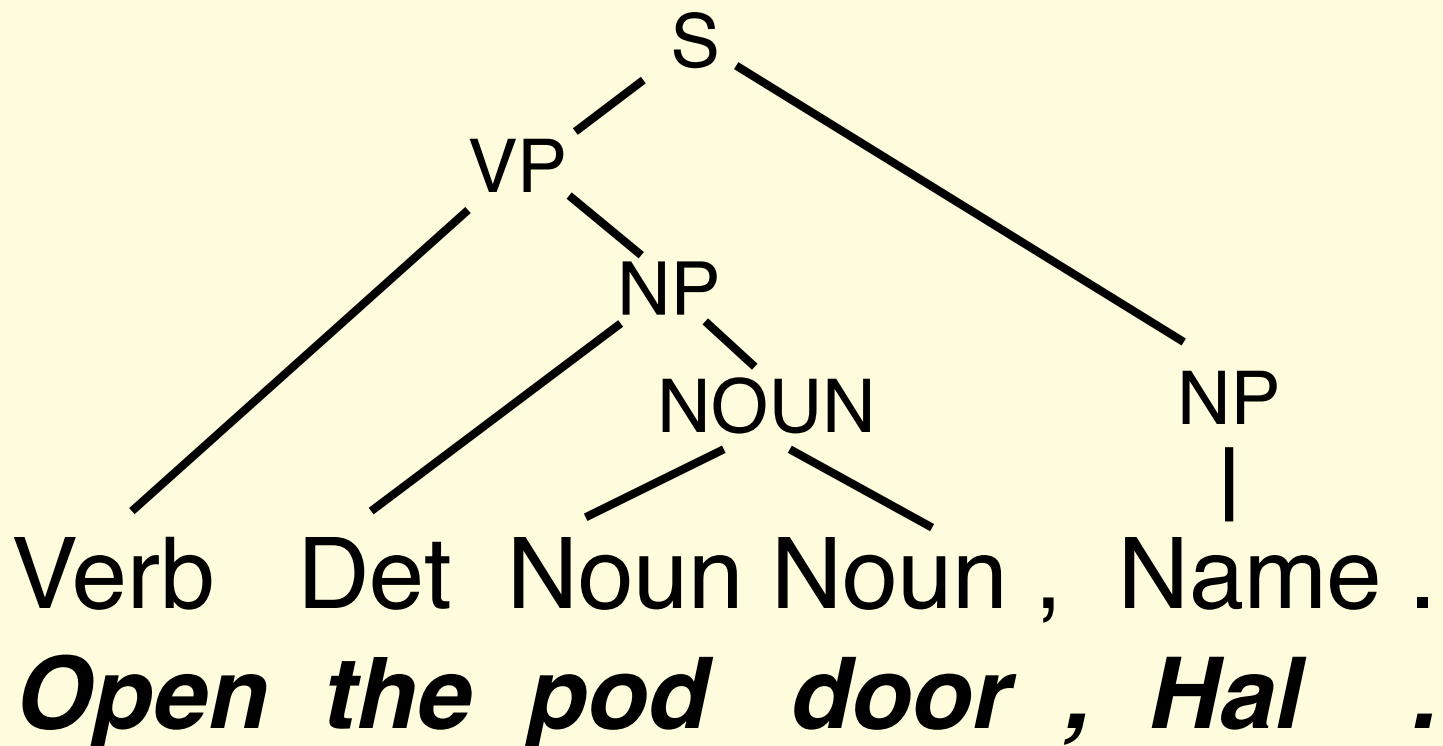 S
VP
NP
NOUN
NP
Verb Det Noun Noun , Name .
Open the pod door , Hal .